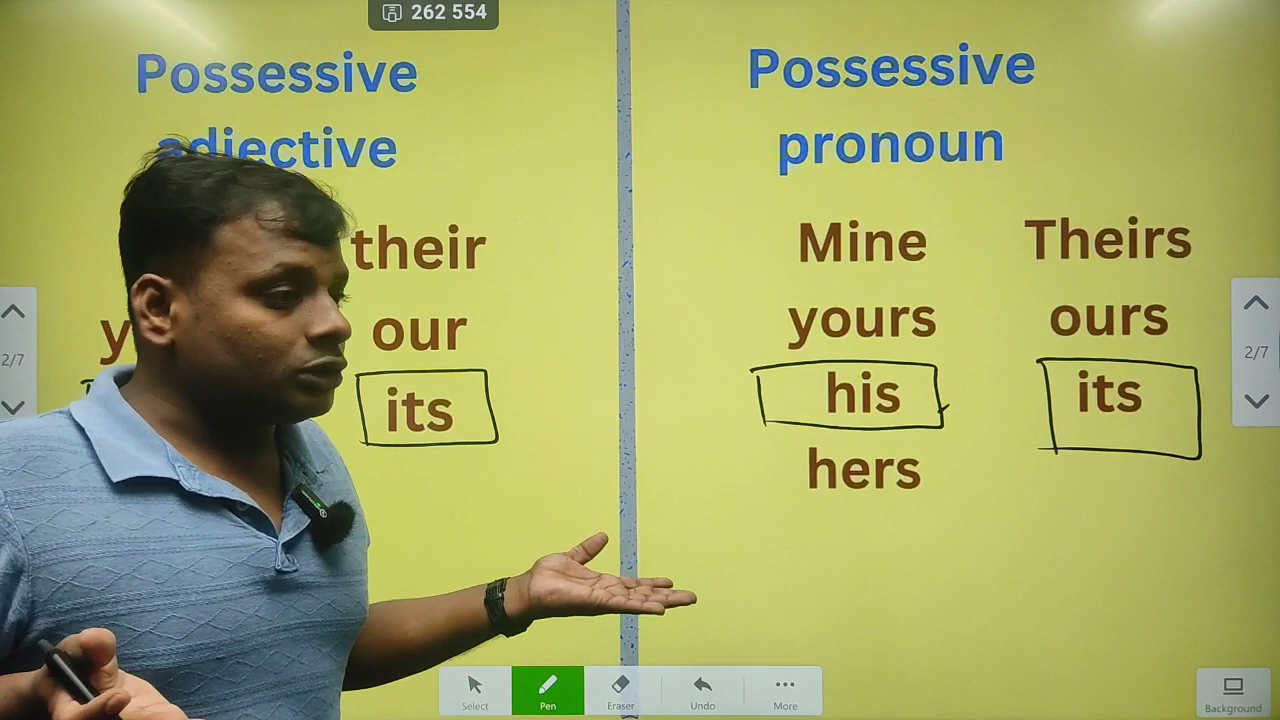 262 554
Possessive
adjective
their
y
our
its
2/7
Possessive
pronoun
Mine Theirs
yours ours
his its
hers
2/7
Select Pen Eraser Undo More
Background